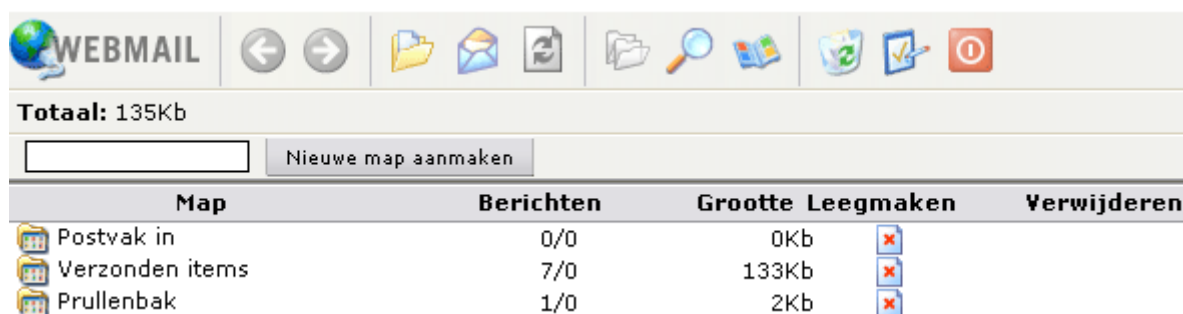 WEBMAIL
Totaal: 135Kb
Nieuwe map aanmaken
Map Berichten Grootte Leegmaken Verwijderen
Postvak in 0/0 0Kb
Verzonden items 7/0 133Kb
Prullenbak 1/0 2Kb